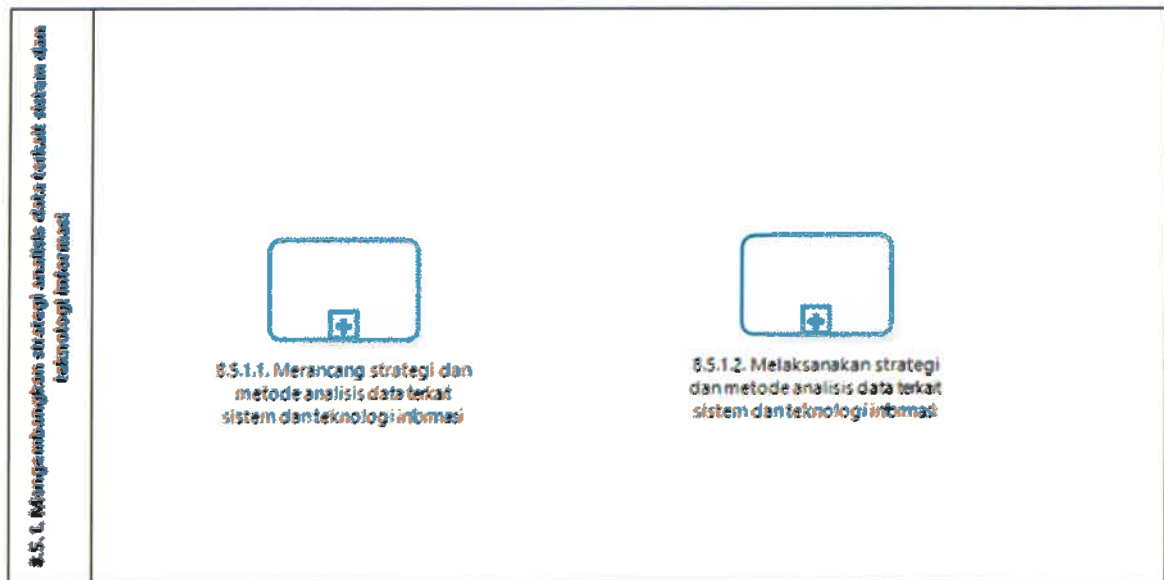 8.5.1. Mengembangkan strategi analisis data terkait sistem dan
teknologi informasi
8.5.1.1. Merancang strategi dan
metode analisis data terkait
sistem dan teknologi informasi
8.5.1.2. Melaksanakan strategi
dan metode analisis data terkait
sistem dan teknologi informasi